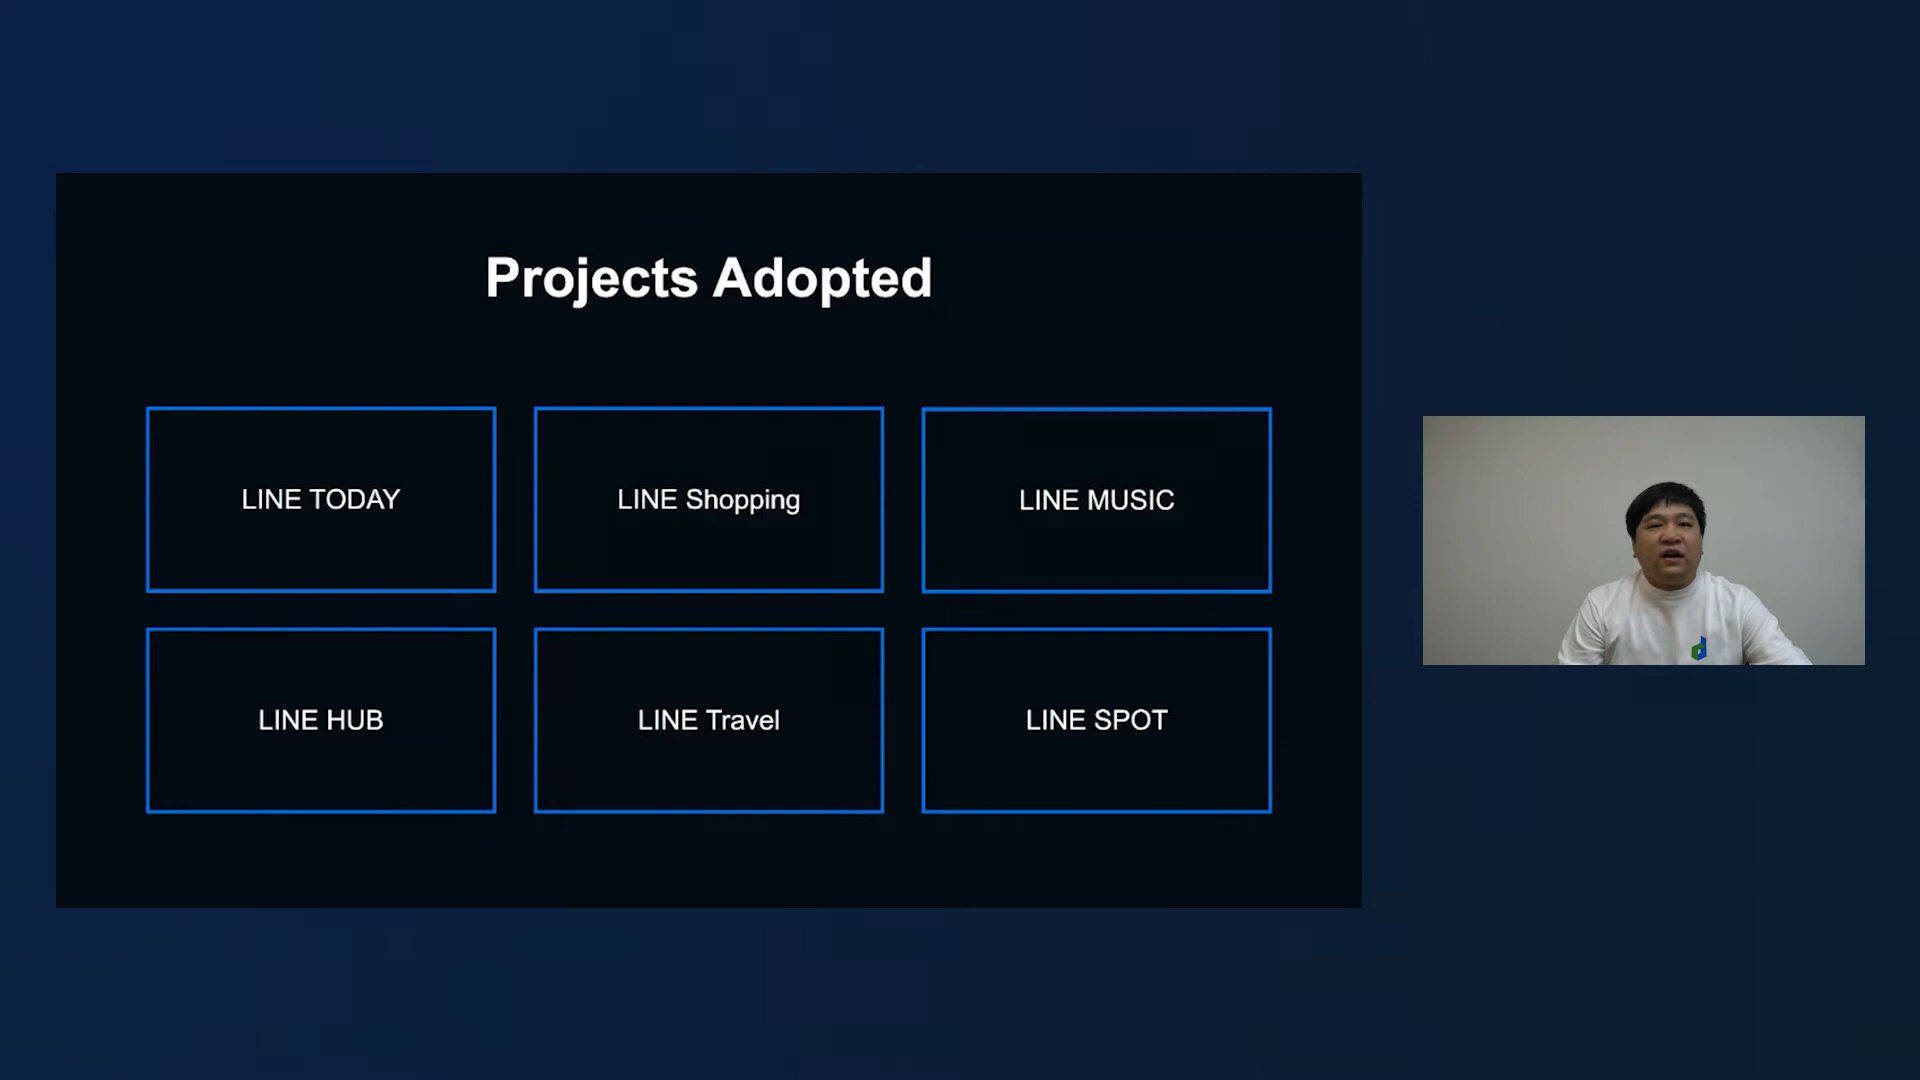 Projects Adopted
LINE TODAY
LINE Shopping
LINE MUSIC
LINE HUB
LINE Travel
LINE SPOT